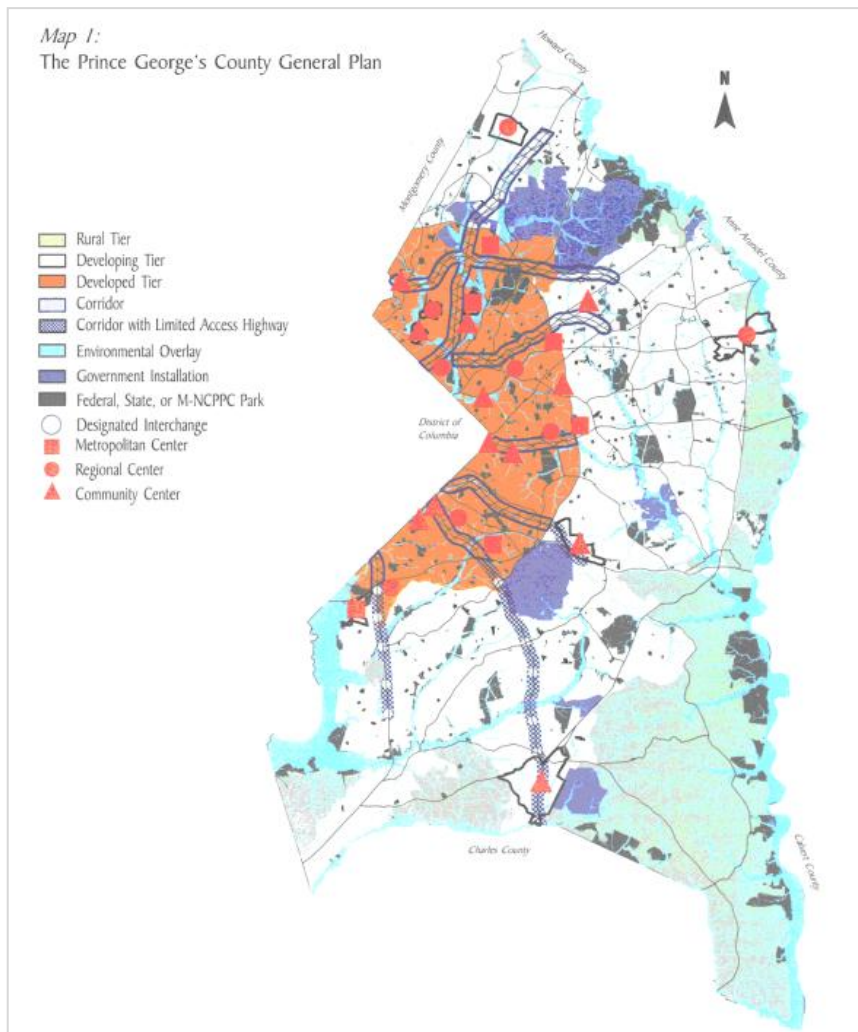 Map 1:
The Prince George's County General Plan
Howard County
N
Montgomery County
Anne Arundel County
Rural Tier
Developing Tier
Developed Tier
Corridor
Corridor with Limited Access Highway
Environmental Overlay
Government Installation
Federal, State, or M-NCPPC Park
Designated Interchange
Metropolitan Center
Regional Center
Community Center
District of
Columbia
Charles County
Calvert County